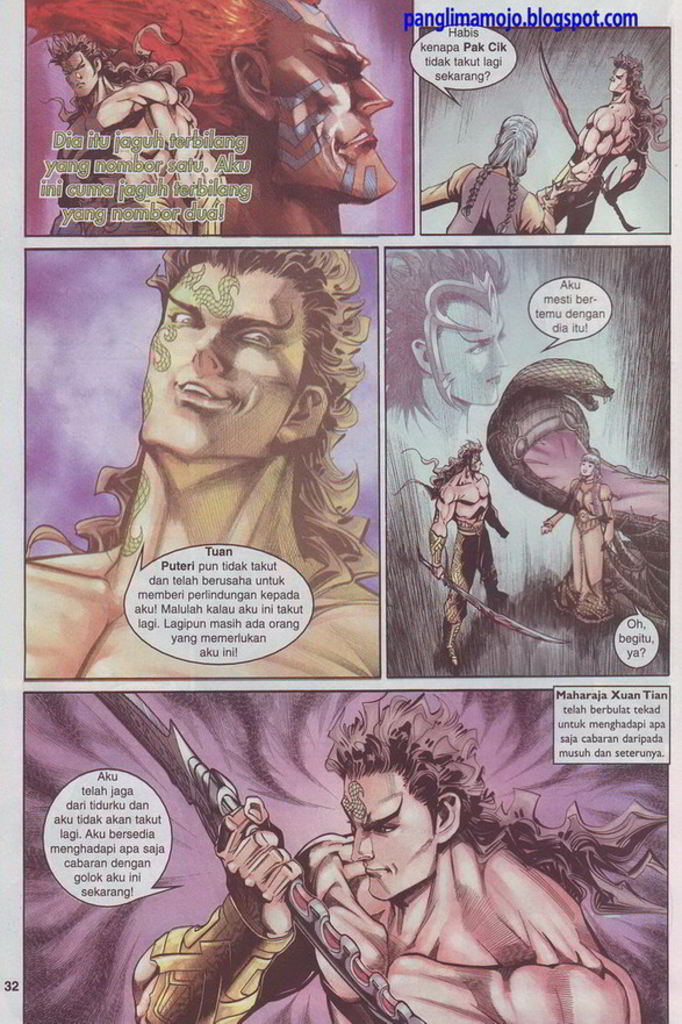 panglimamojo.blogspot.com
Dia itu jaguh terbilang
yang nombor satu. Aku
ini cuma jaguh terbilang
yang nombor dua!
Habis
kenapa Pak Cik
tidak takut lagi
sekarang?
Tuan
Puteri pun tidak takut
dan telah berusaha untuk
memberi perlindungan kepada
aku! Malulah kalau aku ini takut
lagi. Lagipun masih ada orang
yang memerlukan
aku ini!
Aku
mesti ber-
temu dengan
dia itu!
Oh,
begitu,
ya?
Maharaja Xuan Tian
telah berbulat tekad
untuk menghadapi apa
saja cabaran daripada
musuh dan seterunya.
Aku
telah jaga
dari tidurku dan
aku tidak akan takut
lagi. Aku bersedia
menghadapi apa saja
cabaran dengan
golok aku ini
sekarang!
32